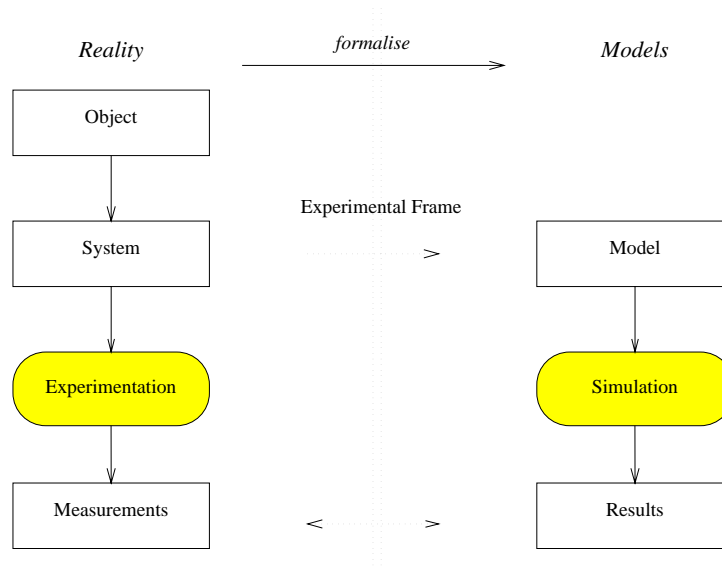 Reality
formalise
Models
Object
Experimental Frame
System
Model
Experimentation
Simulation
Measurements
Results